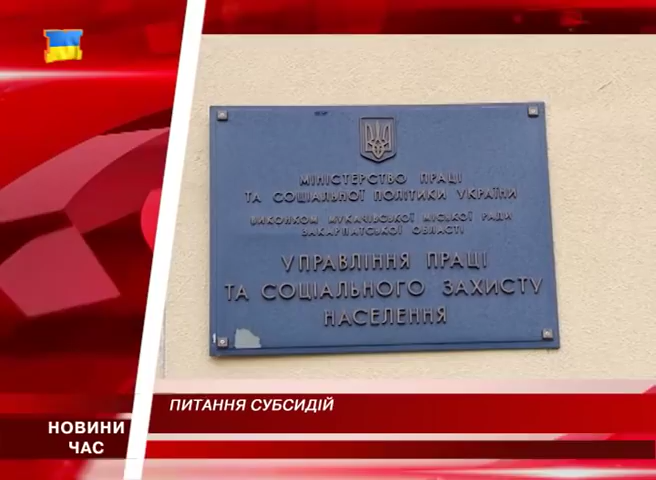 МІНІСТЕРСТВО ПРАЦІ
ТА СОЦІАЛЬНОЇ ПОЛІТИКИ УКРАЇНИ
ВИКОНКОМ МУКАЧІВСЬКОЇ МІСЬКОЇ РАДИ
ЗАКАРПАТСЬКОЇ ОБЛАСТІ
УПРАВЛІННЯ ПРАЦІ
ТА СОЦІАЛЬНОГО ЗАХИСТУ
НАСЕЛЕННЯ
ПИТАННЯ СУБСИДІЙ
НОВИНИ
ЧАС